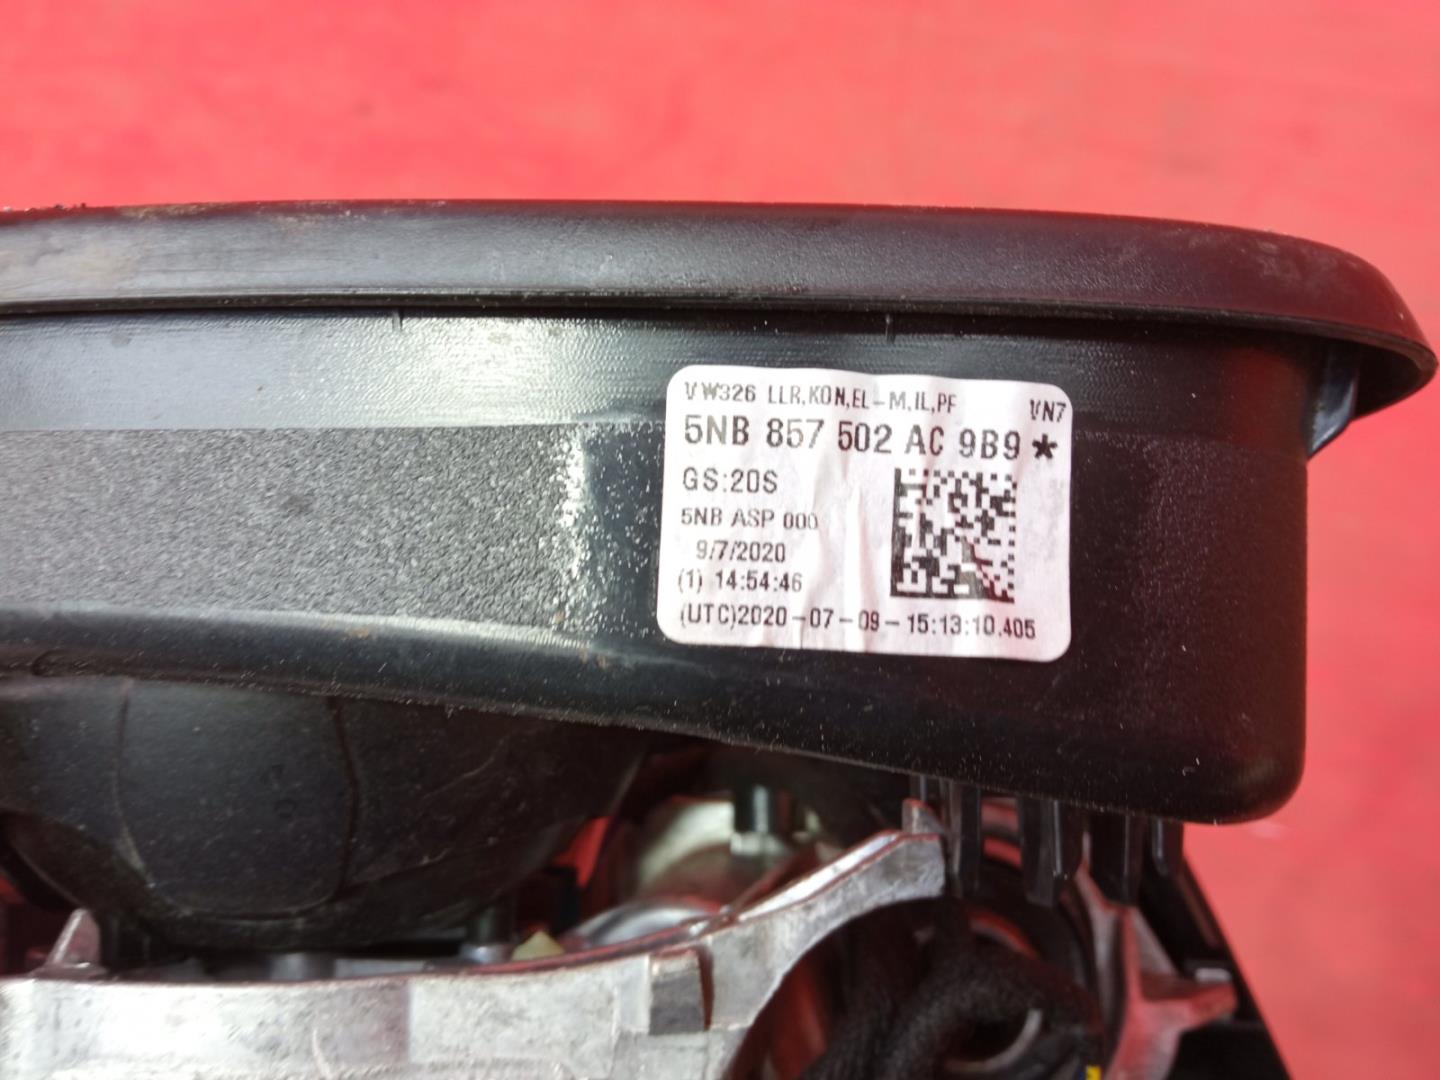 VW326 LLR,KON,EL-M,IL,PF VN7
5NB 857 502 AC 9B9*
GS:20S
5NB ASP 000
9/7/2020
(1) 14:54:46
(UTC)2020-07-09-15:13:10.405